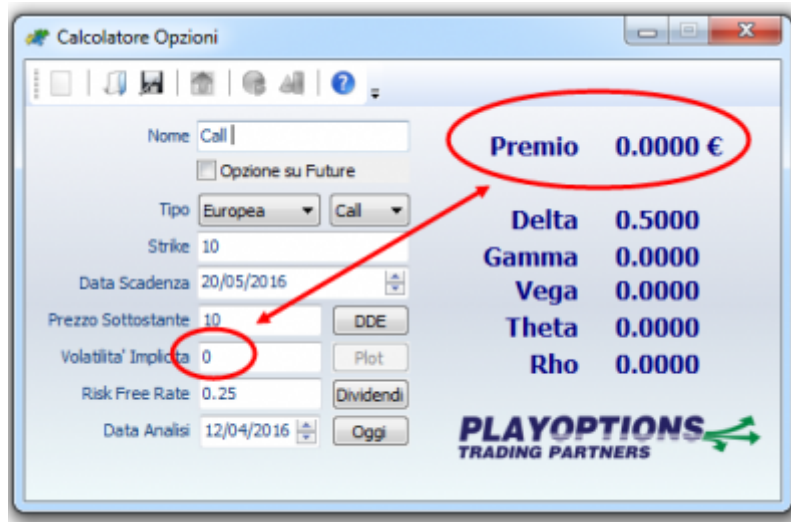 Calcolatore Opzioni
Nome Call
Opzione su Future
Tipo Europea Call
Strike 10
Data Scadenza 20/05/2016
Prezzo Sottostante 10 DDE
Volatilita' Implicita 0 Plot
Risk Free Rate 0.25 Dividendi
Data Analisi 12/04/2016 Oggi
Premio 0.0000 €
Delta 0.5000
Gamma 0.0000
Vega 0.0000
Theta 0.0000
Rho 0.0000
PLAYOPTIONS
TRADING PARTNERS